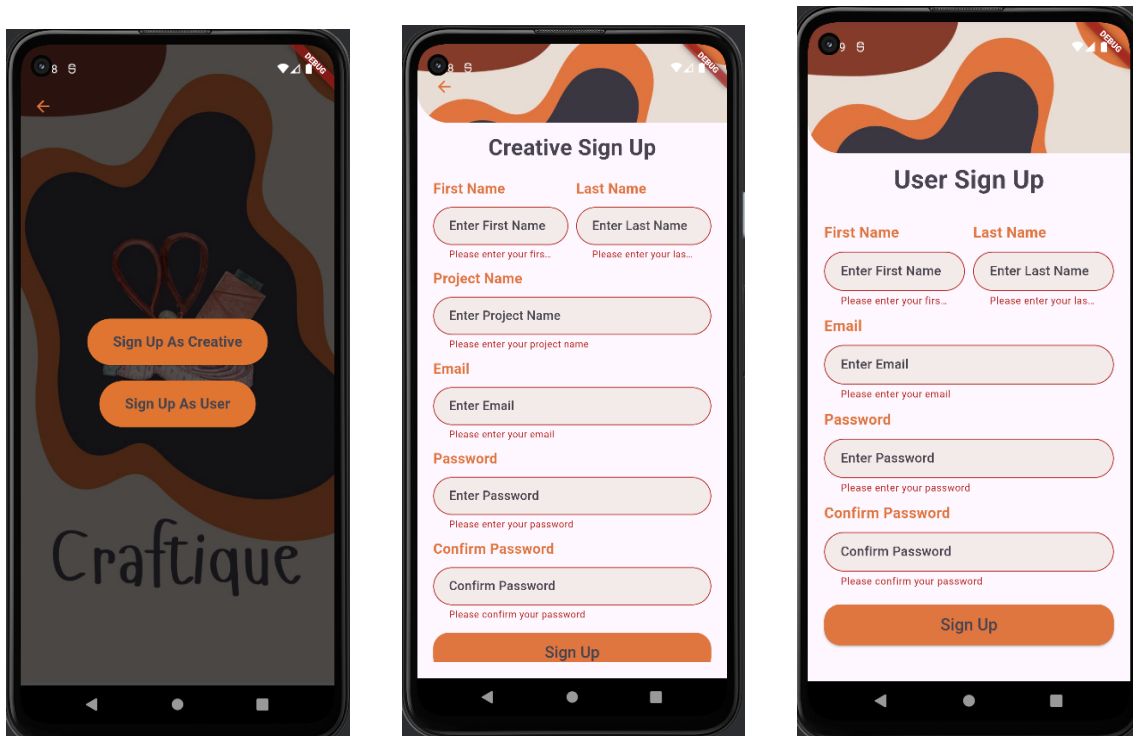 8
DEBUG
Sign Up As Creative
Sign Up As User
Craftique
8
DEBUG
Creative Sign Up
First Name Last Name
Enter First Name Enter Last Name
Please enter your firs... Please enter your las...
Project Name
Enter Project Name
Please enter your project name
Email
Enter Email
Please enter your email
Password
Enter Password
Please enter your password
Confirm Password
Confirm Password
Please confirm your password
Sign Up
9
DEBUG
User Sign Up
First Name Last Name
Enter First Name Enter Last Name
Please enter your firs... Please enter your las...
Email
Enter Email
Please enter your email
Password
Enter Password
Please enter your password
Confirm Password
Confirm Password
Please confirm your password
Sign Up